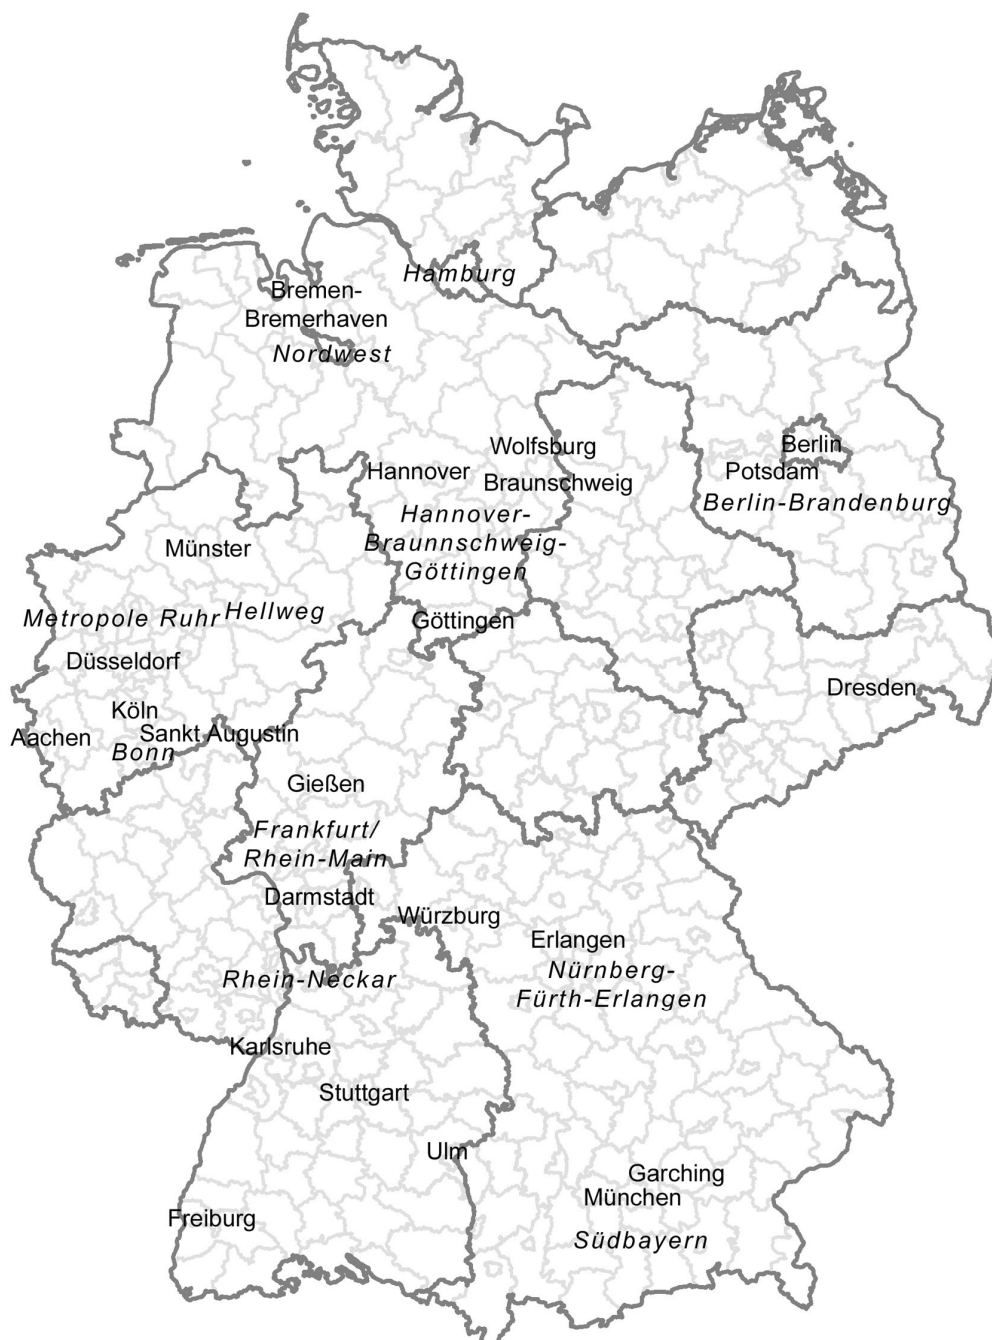 Hamburg
Bremen-
Bremerhaven
Nordwest
Wolfsburg
Berlin
Hannover
Potsdam
Braunschweig
Berlin-Brandenburg
Hannover-
Braunnschweig-
Göttingen
Münster
Metropole Ruhr
Hellweg
Göttingen
Düsseldorf
Dresden
Köln
Aachen
Sankt Augustin
Bonn
Gießen
Frankfurt/
Rhein-Main
Darmstadt
Würzburg
Erlangen
Nürnberg-
Fürth-Erlangen
Rhein-Neckar
Karlsruhe
Stuttgart
Ulm
Garching
München
Freiburg
Südbayern